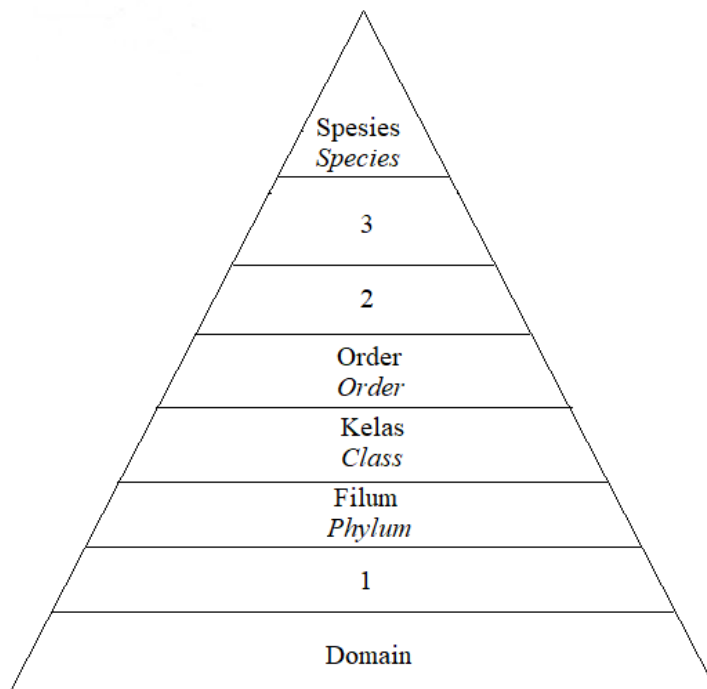 Spesies
Species
3
2
Order
Order
Kelas
Class
Filum
Phylum
1
Domain